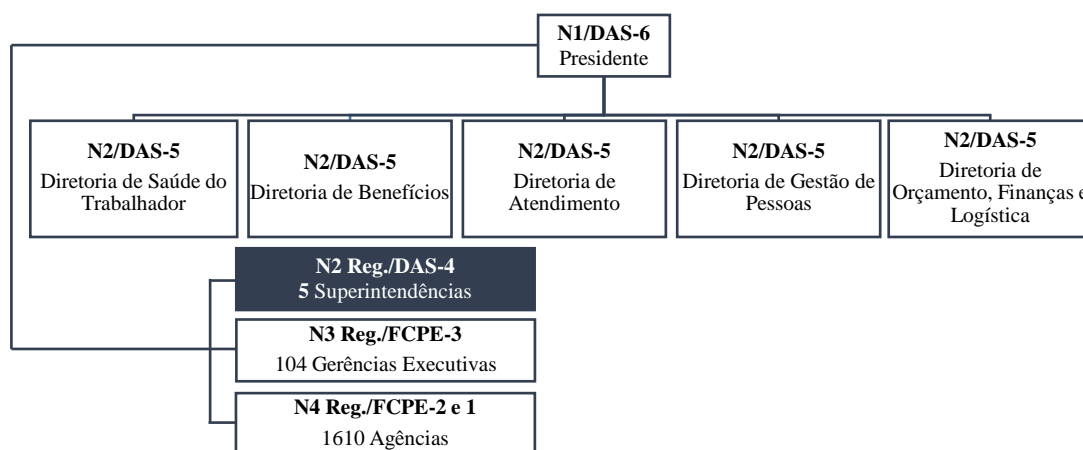 N1/DAS-6
Presidente
N2/DAS-5
Diretoria de Saúde do
Trabalhador
N2/DAS-5
Diretoria de Benefícios
N2/DAS-5
Diretoria de
Atendimento
N2/DAS-5
Diretoria de Gestão de
Pessoas
N2/DAS-5
Diretoria de
Orçamento, Finanças e
Logística
N2 Reg./DAS-4
5 Superintendências
N3 Reg./FCPE-3
104 Gerências Executivas
N4 Reg./FCPE-2 e 1
1610 Agências